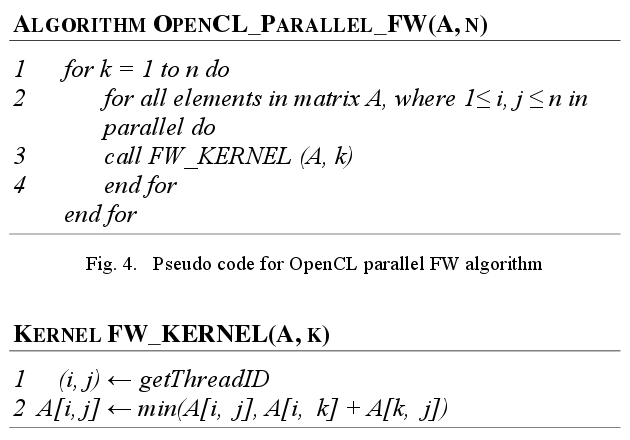 ALGORITHM OPENCL_PARALLEL_FW(A, N)
1 for k = 1 to n do
2 for all elements in matrix A, where 1≤ i, j ≤ n in
parallel do
3 call FW_KERNEL (A, k)
4 end for
end for
Fig. 4. Pseudo code for OpenCL parallel FW algorithm
KERNEL FW_KERNEL(A, K)
1 (i, j) ← getThreadID
2 A[i,j] ← min(A[i, j], A[i, k] + A[k, j])